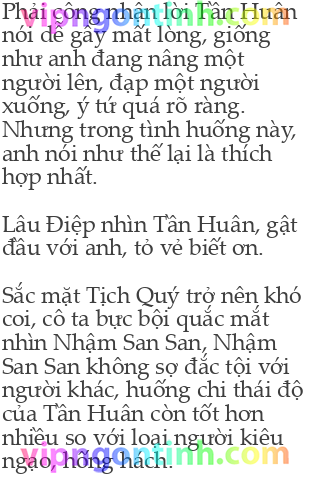 Phải công nhận lời Tần Huân
nói dễ gây mất lòng, giống
như anh đang nâng một
người lên, đạp một người
xuống, ý tứ quá rõ ràng.
Nhưng trong tình huống này,
anh nói như thế lại là thích
hợp nhất.
Lâu Điệp nhìn Tần Huân, gật
đầu với anh, tỏ vẻ biết ơn.
Sắc mặt Tịch Quý trở nên khó
coi, cô ta bực bội quắc mắt
nhìn Nhậm San San, Nhậm
San San không sợ đắc tội với
người khác, huống chi thái độ
của Tần Huân còn tốt hơn
nhiều so với loại người kiêu
ngạo, hống hách.
vipngontinh.com
vipngontinh.com